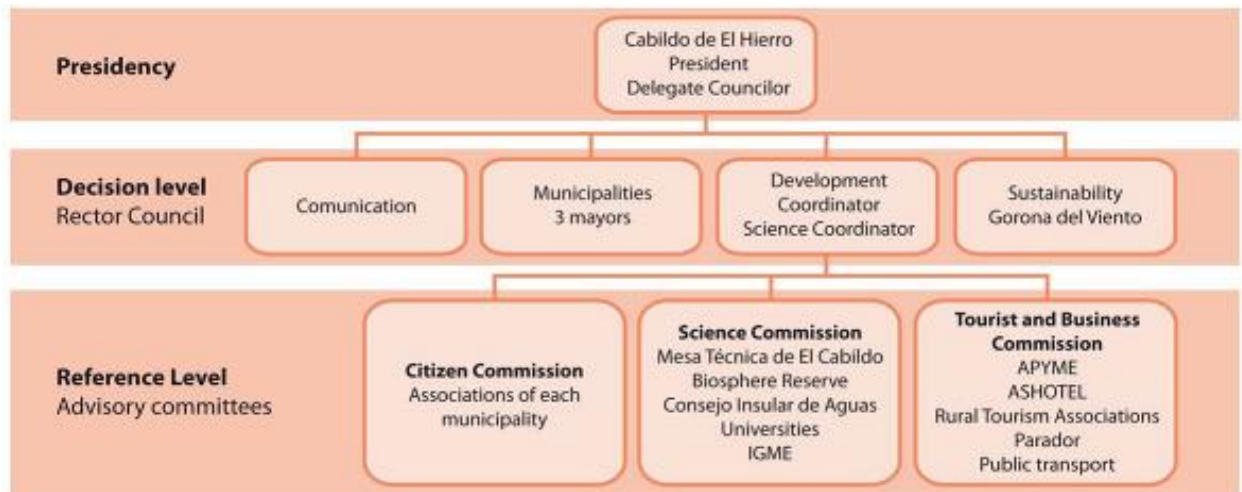 Presidency
Cabildo de El Hierro
President
Delegate Councilor
Decision level
Rector Council
Comunication
Municipalities
3 mayors
Development
Coordinator
Science Coordinator
Sustainability
Gorona del Viento
Reference Level
Advisory committees
Citizen Commission
Associations of each
municipality
Science Commission
Mesa Técnica de El Cabildo
Biosphere Reserve
Consejo Insular de Aguas
Universities
IGME
Tourist and Business
Commission
APYME
ASHOTEL
Rural Tourism Associations
Parador
Public transport